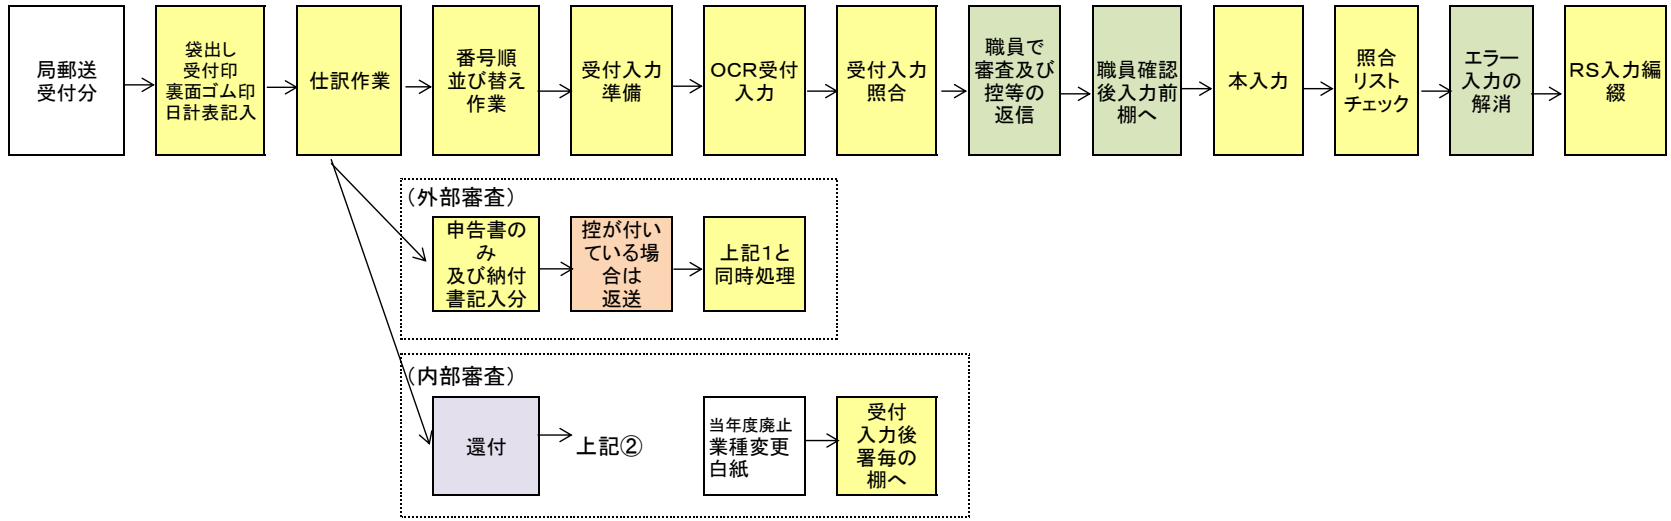 局郵送
受付分
袋出し
受付印
裏面ゴム印
日計表記入
仕訳作業
番号順
並び替え
作業
受付入力
準備
OCR受付
入力
受付入力
照合
職員で
審査及び
控等の
返信
職員確認
後入力前
棚へ
本入力
照合
リスト
チェック
エラー
入力の
解消
RS入力編
綴
（外部審査）
申告書の
み
及び納付
書記入分
控が付い
ている場
合は
返送
上記1と
同時処理
（内部審査）
還付
上記②
当年度廃止
業種変更
白紙
受付
入力後
署毎の
棚へ